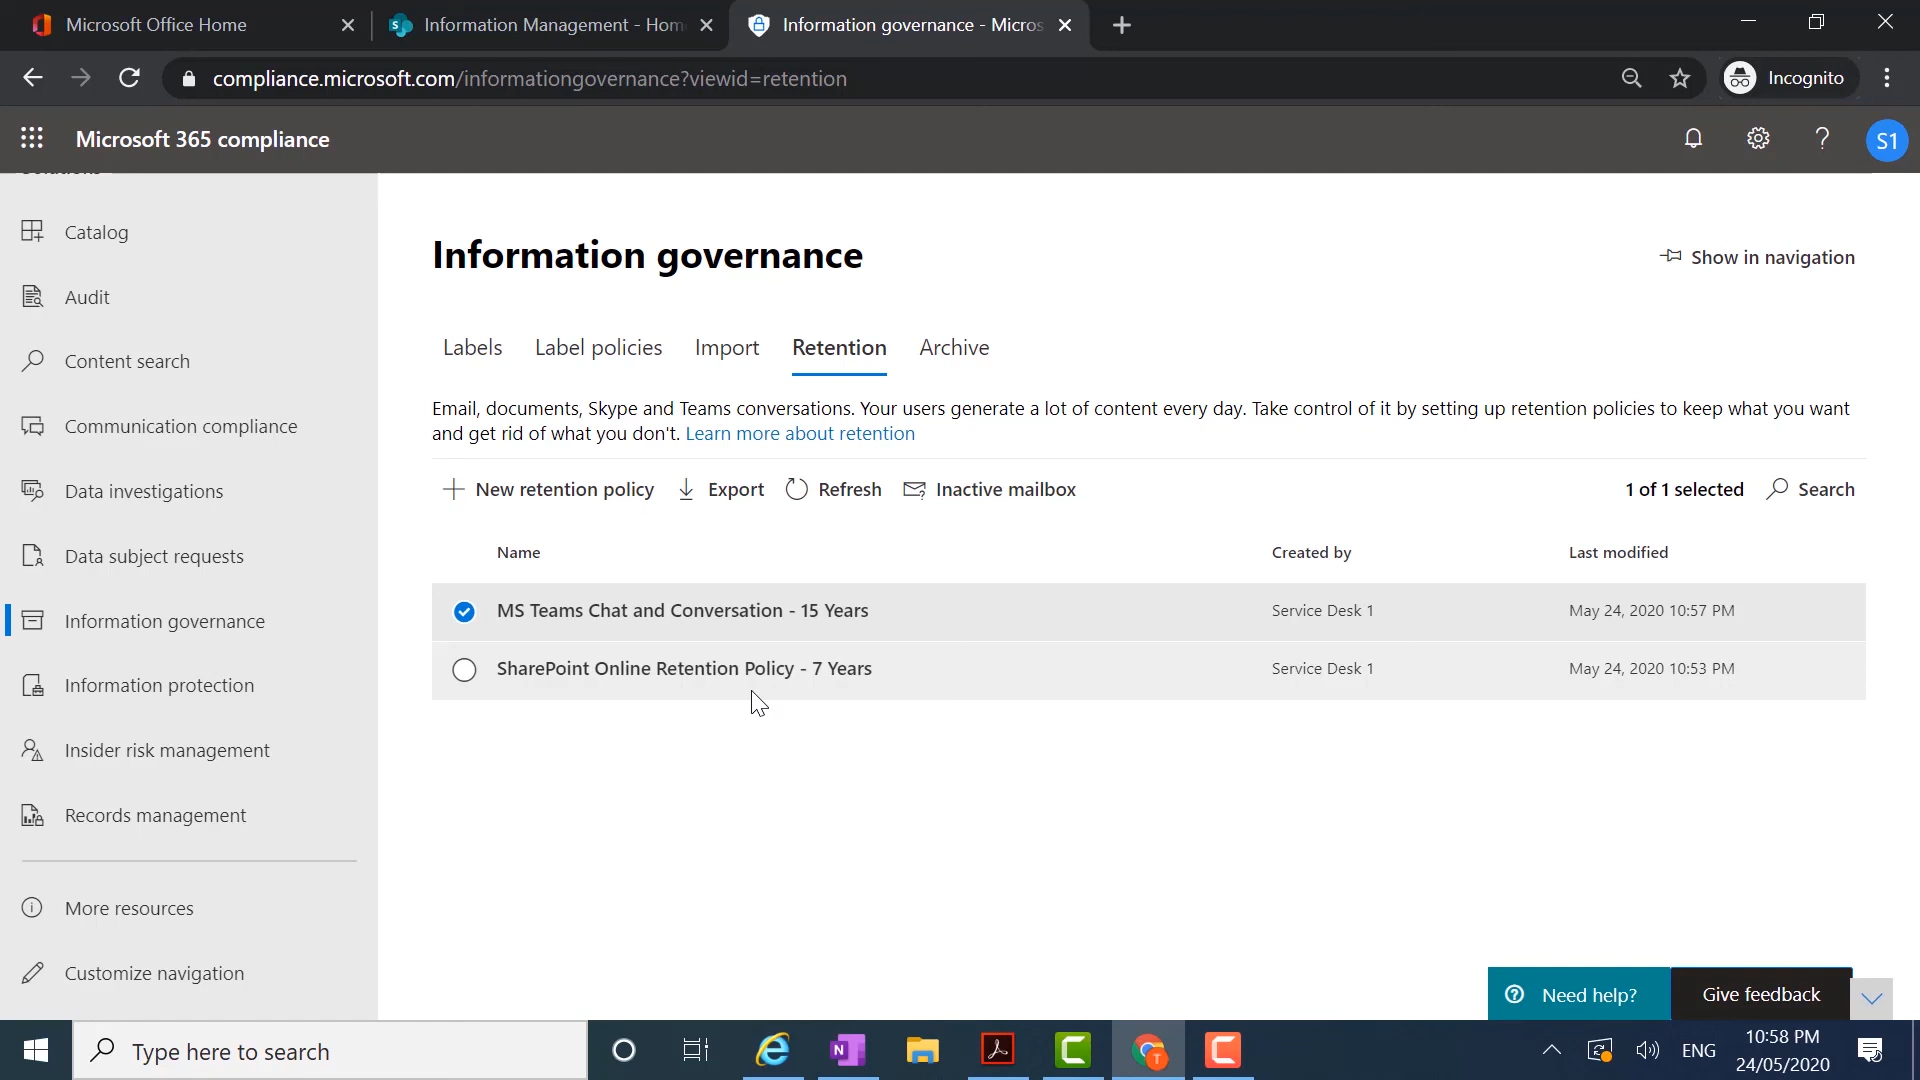 Microsoft Office Home
Information Management - Hom
Information governance - Micros
compliance.microsoft.com/informationgovernance?viewid=retention
Incognito
Microsoft 365 compliance
S1
Catalog
Audit
Content search
Communication compliance
Data investigations
Data subject requests
Information governance
Information protection
Insider risk management
Records management
More resources
Customize navigation
Information governance
Show in navigation
Labels
Label policies
Import
Retention
Archive
Email, documents, Skype and Teams conversations. Your users generate a lot of content every day. Take control of it by setting up retention policies to keep what you want
and get rid of what you don't. Learn more about retention
New retention policy
Export
Refresh
Inactive mailbox
1 of 1 selected
Search
Name
Created by
Last modified
MS Teams Chat and Conversation - 15 Years
Service Desk 1
May 24, 2020 10:57 PM
SharePoint Online Retention Policy - 7 Years
Service Desk 1
May 24, 2020 10:53 PM
Need help?
Give feedback
Type here to search
ENG
10:58 PM
24/05/2020